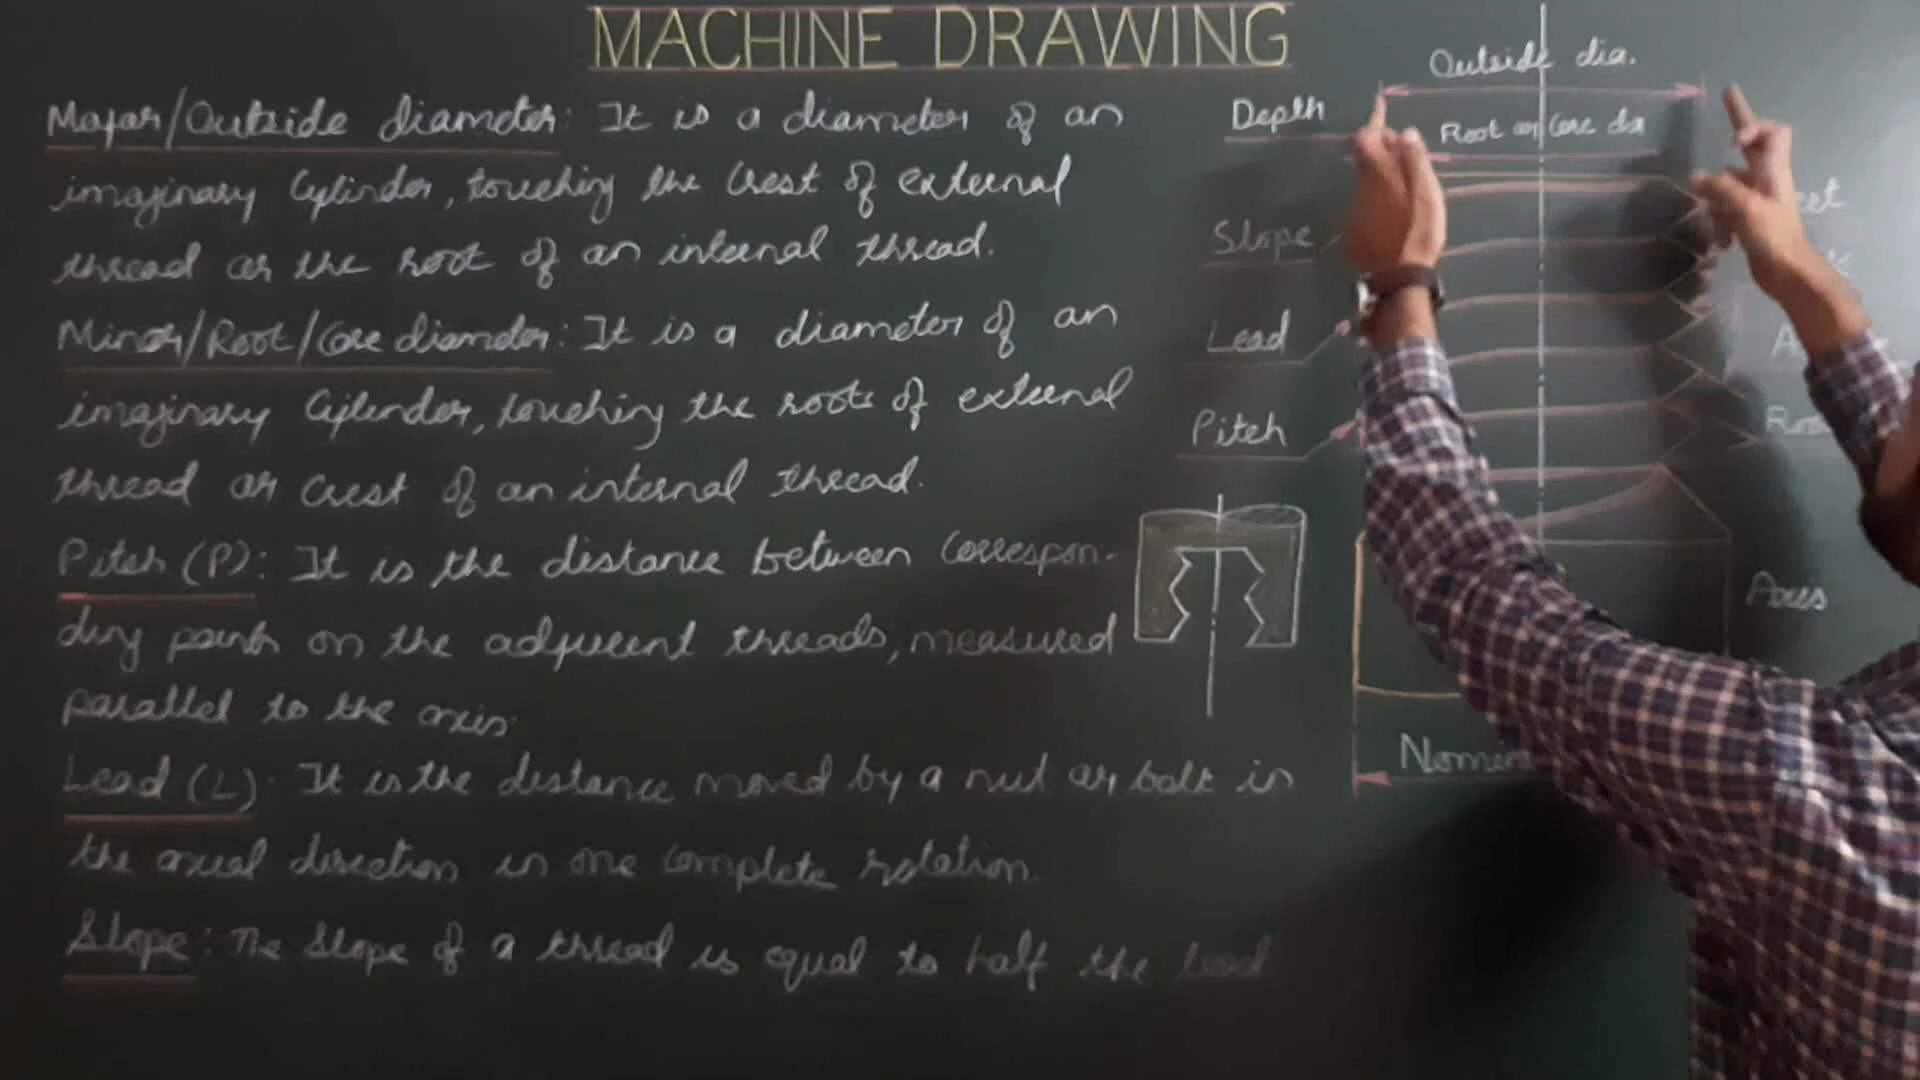 MACHINE DRAWING
Major/Outside diameter: It is a diameter of an
imaginary Cylinder, touching the Crest of external
thread or the root of an internal thread.
Minor/Root/Core diameter: It is a diameter of an
imaginary Cylinder, touching the roots of external
thread or Crest of an internal thread.
Pitch (P): It is the distance between Correspon-
ding points on the adjacent threads, measured
parallel to the axis.
Lead (L): It is the distance moved by a nut or bolt in
the axial direction in one Complete rotation.
Slope: The Slope of a thread is equal to half the Lead
Outside dia.
Depth
Root or Core dia
Slope
Lead
Pitch
Axis